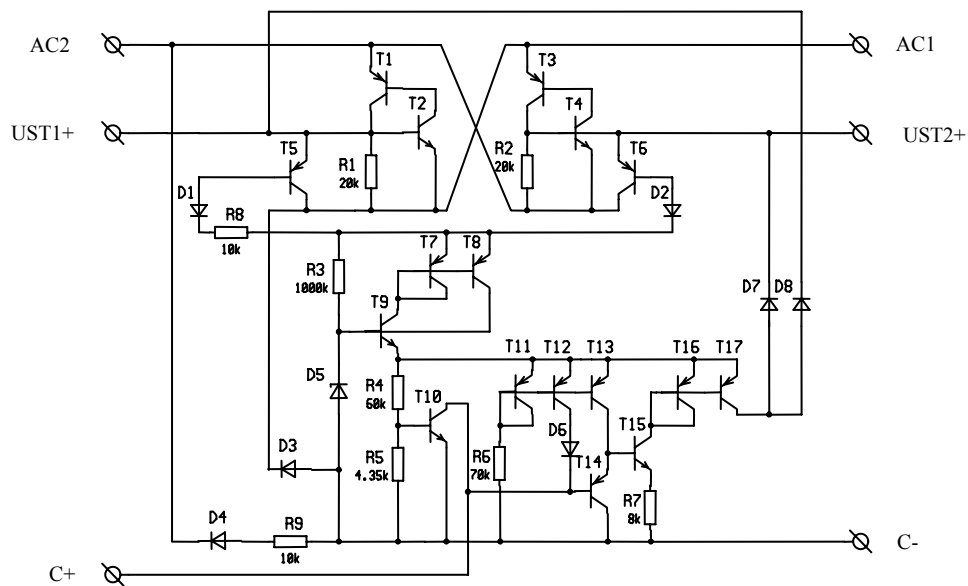 AC2
AC1
T1
T3
T2
T4
UST1+
UST2+
T5
R1
20k
R2
20k
T6
D1
D2
R8
10k
T7
T8
R3
1000k
T9
D7
D8
T11
T12
T13
T16
T17
D5
R4
60k
T10
D6
T15
D3
R5
4.35k
R6
70k
T14
R7
8k
D4
R9
10k
C-
C+